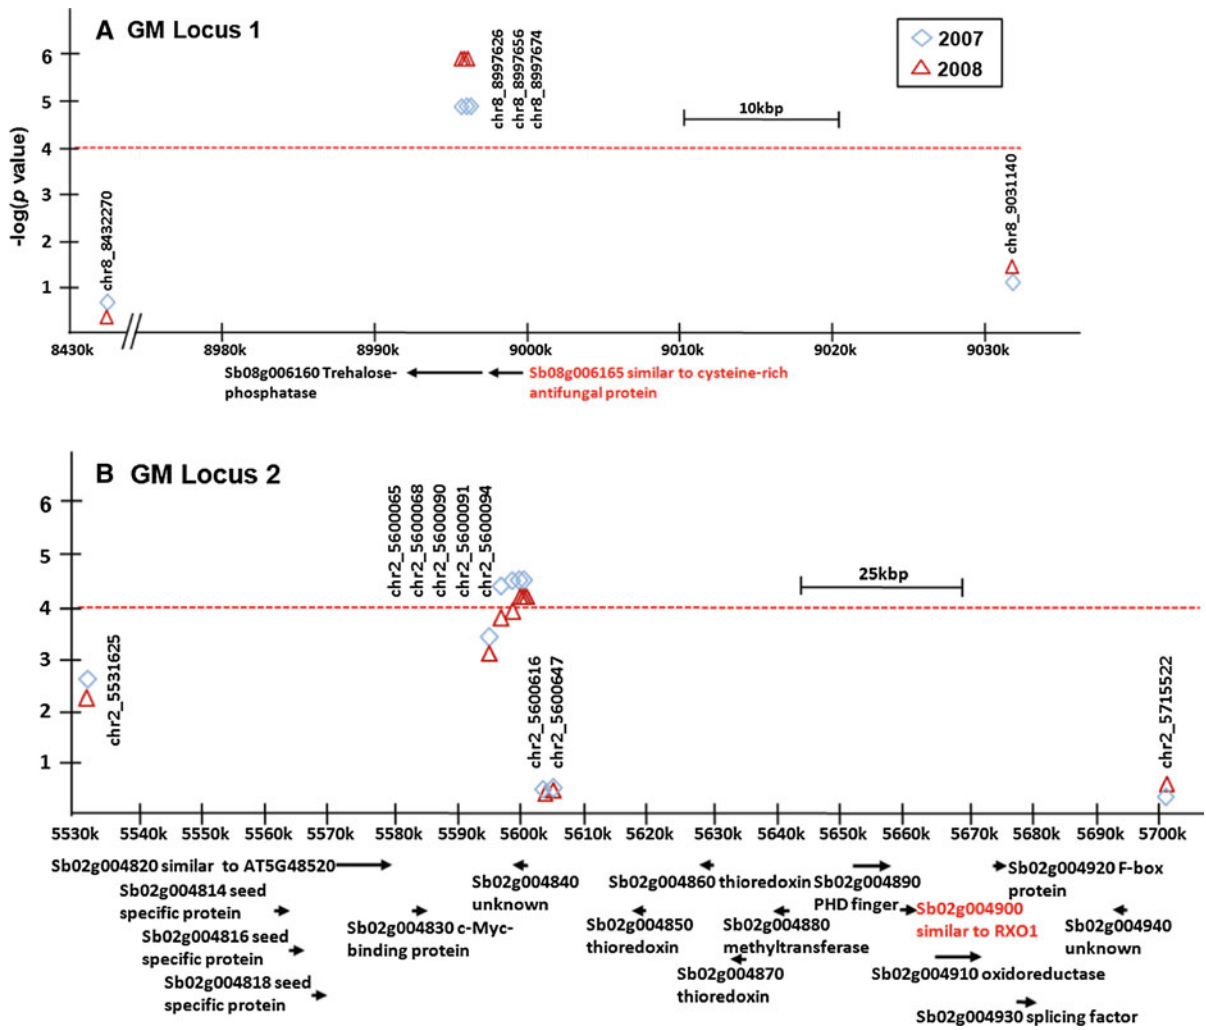 A GM Locus 1
2007
2008
chr8_8997626
chr8_8997656
chr8_8997674
10kbp
-log(p value)
6
5
4
3
2
1
chr8_8432270
chr8_9031140
8430k 8980k 8990k 9000k 9010k 9020k 9030k
Sb08g006160 Trehalose-
phosphatase
Sb08g006165 similar to cysteine-rich
antifungal protein
B GM Locus 2
6
5
4
3
2
1
chr2_5600065
chr2_5600068
chr2_5600090
chr2_5600091
chr2_5600094
25kbp
chr2_5531625
chr2_5600616
chr2_5600647
chr2_5715522
5530k 5540k 5550k 5560k 5570k 5580k 5590k 5600k 5610k 5620k 5630k 5640k 5650k 5660k 5670k 5680k 5690k 5700k
Sb02g004820 similar to AT5G48520
Sb02g004814 seed
specific protein
Sb02g004816 seed
specific protein
Sb02g004818 seed
specific protein
Sb02g004830 c-Myc-
binding protein
Sb02g004840
unknown
Sb02g004850
thioredoxin
Sb02g004860 thioredoxin
Sb02g004870
thioredoxin
Sb02g004880
methyltransferase
Sb02g004890
PHD finger
Sb02g004900
similar to RXO1
Sb02g004910 oxidoreductase
Sb02g004930 splicing factor
Sb02g004920 F-box
protein
Sb02g004940
unknown